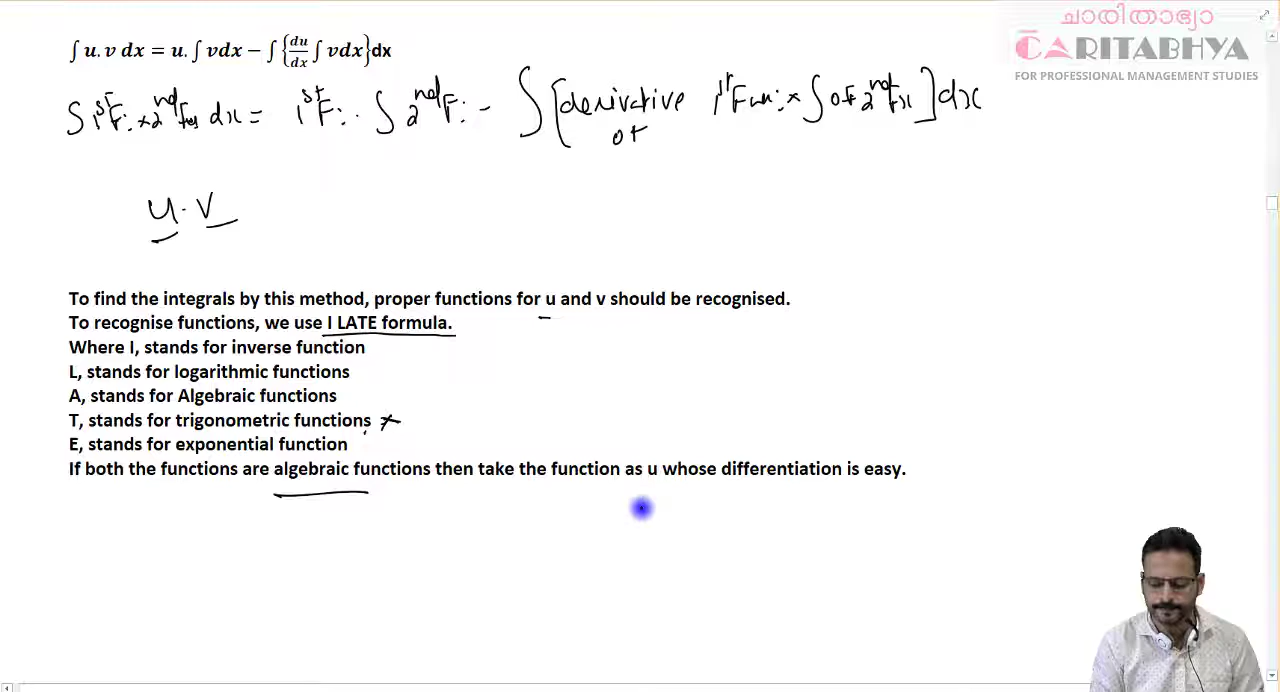 ചാരിതാഭ്യാ
CARITABHYA
FOR PROFESSIONAL MANAGEMENT STUDIES
∫ u. v dx = u. ∫ vdx − ∫ {du/dx ∫ vdx}dx
∫ 1st F. × 2nd Fn dx = 1st F. . ∫ 2nd F. − ∫ [derivative of 1st Fun. × ∫ of 2nd Fx] dx
u . v
To find the integrals by this method, proper functions for u and v should be recognised.
To recognise functions, we use I LATE formula.
Where I, stands for inverse function
L, stands for logarithmic functions
A, stands for Algebraic functions
T, stands for trigonometric functions ×
E, stands for exponential function
If both the functions are algebraic functions then take the function as u whose differentiation is easy.